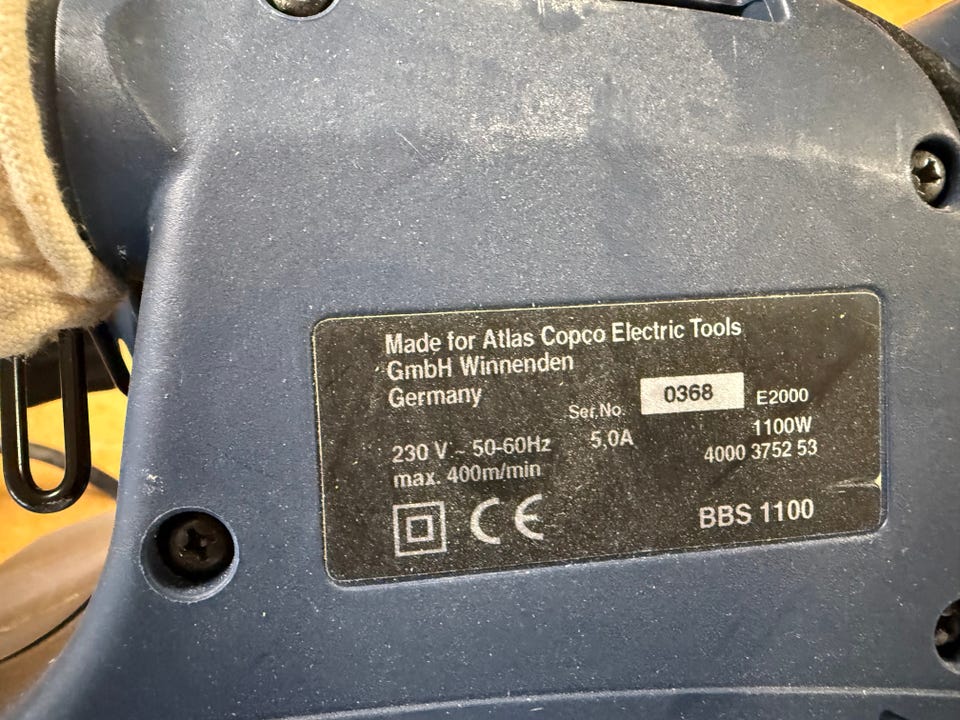 Made for Atlas Copco Electric Tools
GmbH Winnenden
Germany
Ser.No. 0368 E2000
230 V ~ 50-60Hz 5,0A 1100W
max. 400m/min 4000 3752 53
CE BBS 1100